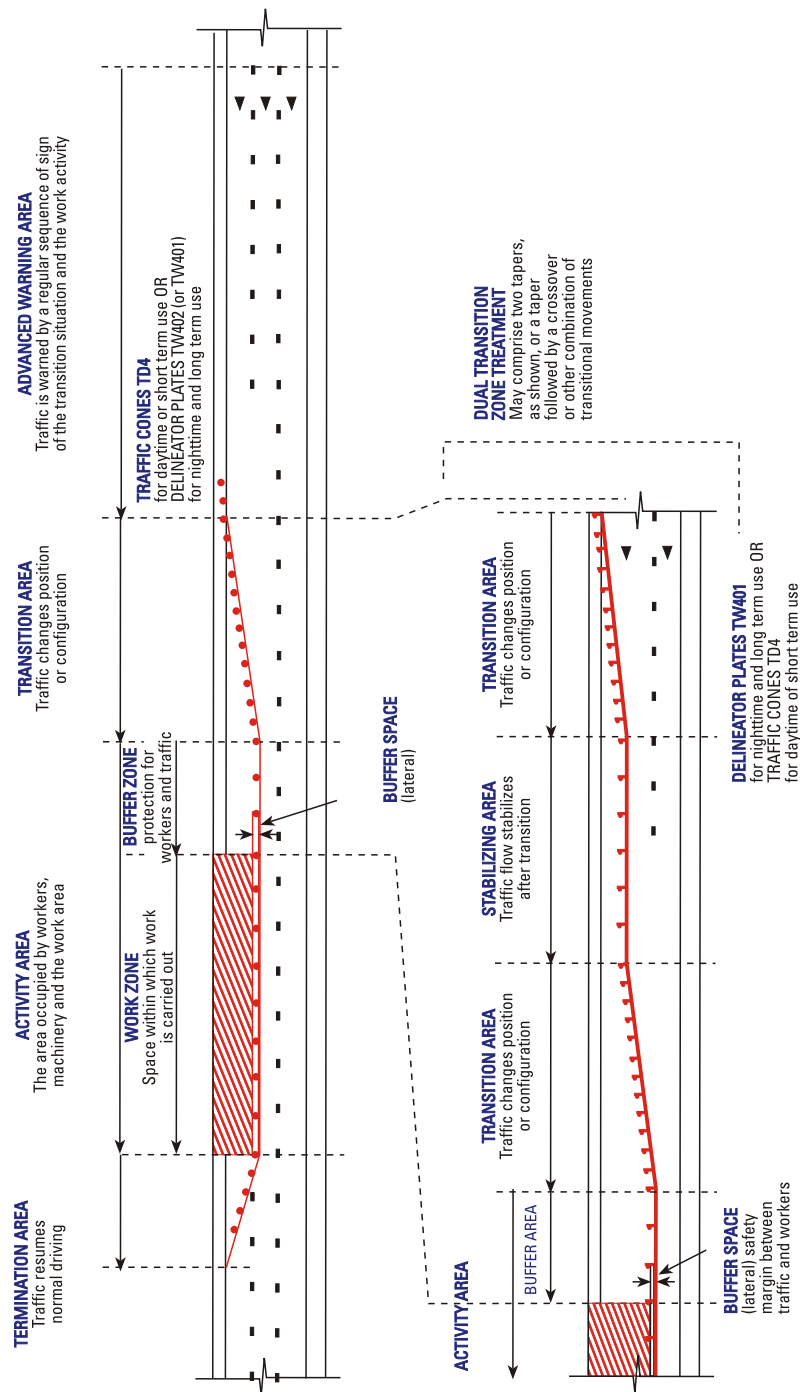 ADVANCED WARNING AREA
Traffic is warned by a regular sequence of sign
of the transition situation and the work activity
TRAFFIC CONES TD4
for daytime or short term use OR
DELINEATOR PLATES TW402 (or TW401)
for nighttime and long term use
TRANSITION AREA
Traffic changes position
or configuration
BUFFER ZONE
protection for
workers and traffic
BUFFER SPACE
(lateral)
ACTIVITY AREA
The area occupied by workers,
machinery and the work area
WORK ZONE
Space within which work
is carried out
TERMINATION AREA
Traffic resumes
normal driving
DUAL TRANSITION
ZONE TREATMENT
May comprise two tapers,
as shown, or a taper
followed by a crossover
or other combination of
transitional movements
TRANSITION AREA
Traffic changes position
or configuration
DELINEATOR PLATES TW401
for nighttime and long term use OR
TRAFFIC CONES TD4
for daytime of short term use
STABILIZING AREA
Traffic flow stabilizes
after transition
TRANSITION AREA
Traffic changes position
or configuration
BUFFER AREA
ACTIVITY AREA
BUFFER SPACE
(lateral) safety
margin between
traffic and workers